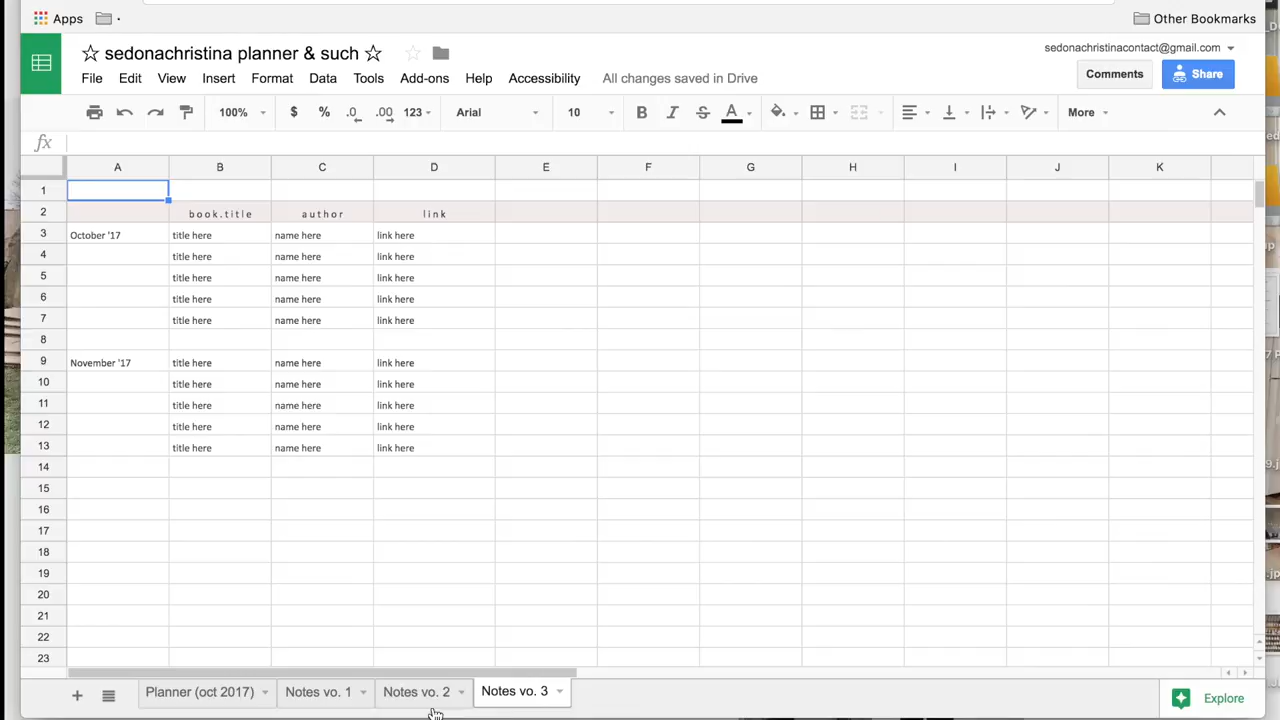 Apps
Other Bookmarks
☆ sedonachristina planner & such ☆
sedonachristinacontact@gmail.com
File Edit View Insert Format Data Tools Add-ons Help Accessibility All changes saved in Drive
Comments
Share
100% $ % .0 .00 123 Arial 10 B I S A More
fx
A B C D E F G H I J K
1
2 book.title author link
3 October '17 title here name here link here
4 title here name here link here
5 title here name here link here
6 title here name here link here
7 title here name here link here
8
9 November '17 title here name here link here
10 title here name here link here
11 title here name here link here
12 title here name here link here
13 title here name here link here
14
15
16
17
18
19
20
21
22
23
Planner (oct 2017) Notes vo. 1 Notes vo. 2 Notes vo. 3
Explore